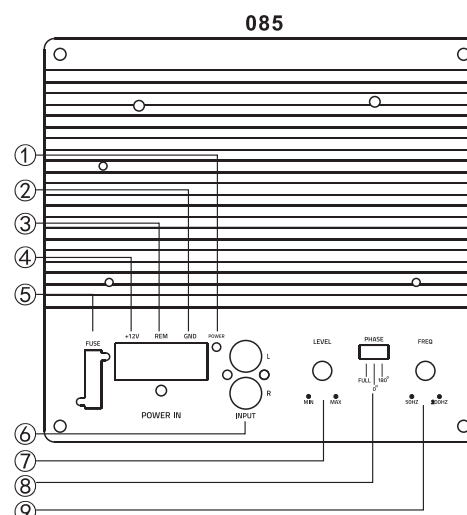 085
①
②
③
④
⑤
FUSE
+12V REM GND POWER
LEVEL PHASE FREQ
L
FULL 180°
0°
R
MIN MAX
50HZ 200HZ
POWER IN
INPUT
⑥
⑦
⑧
⑨